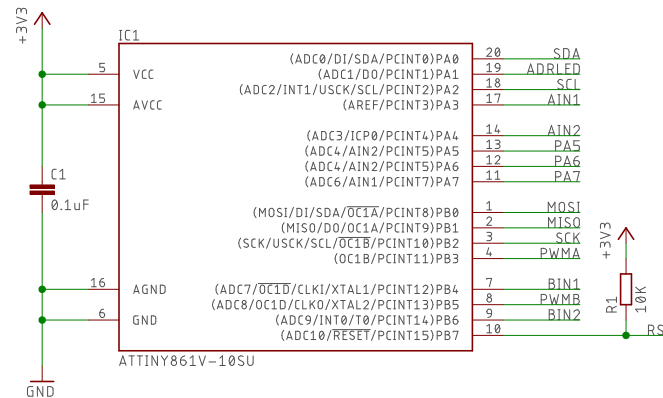 +3V3
IC1
5 VCC
15 AVCC
16 AGND
6 GND
(ADC0/DI/SDA/PCINT0)PA0 20 SDA
(ADC1/DO/PCINT1)PA1 19 ADRLED
(ADC2/INT1/USCK/SCL/PCINT2)PA2 18 SCL
(AREF/PCINT3)PA3 17 AIN1
(ADC3/ICP0/PCINT4)PA4 14 AIN2
(ADC4/AIN2/PCINT5)PA5 13 PA5
(ADC4/AIN2/PCINT5)PA6 12 PA6
(ADC6/AIN1/PCINT7)PA7 11 PA7
(MOSI/DI/SDA/OC1A/PCINT8)PB0 1 MOSI
(MISO/DO/OC1A/PCINT9)PB1 2 MISO
(SCK/USCK/SCL/OC1B/PCINT10)PB2 3 SCK
(OC1B/PCINT11)PB3 4 PWMA
(ADC7/OC1D/CLKI/XTAL1/PCINT12)PB4 7 BIN1
(ADC8/OC1D/CLKO/XTAL2/PCINT13)PB5 8 PWMB
(ADC9/INT0/T0/PCINT14)PB6 9 BIN2
(ADC10/RESET/PCINT15)PB7 10 RS
ATTINY861V-10SU
C1
0.1uF
GND
+3V3
R1
10K